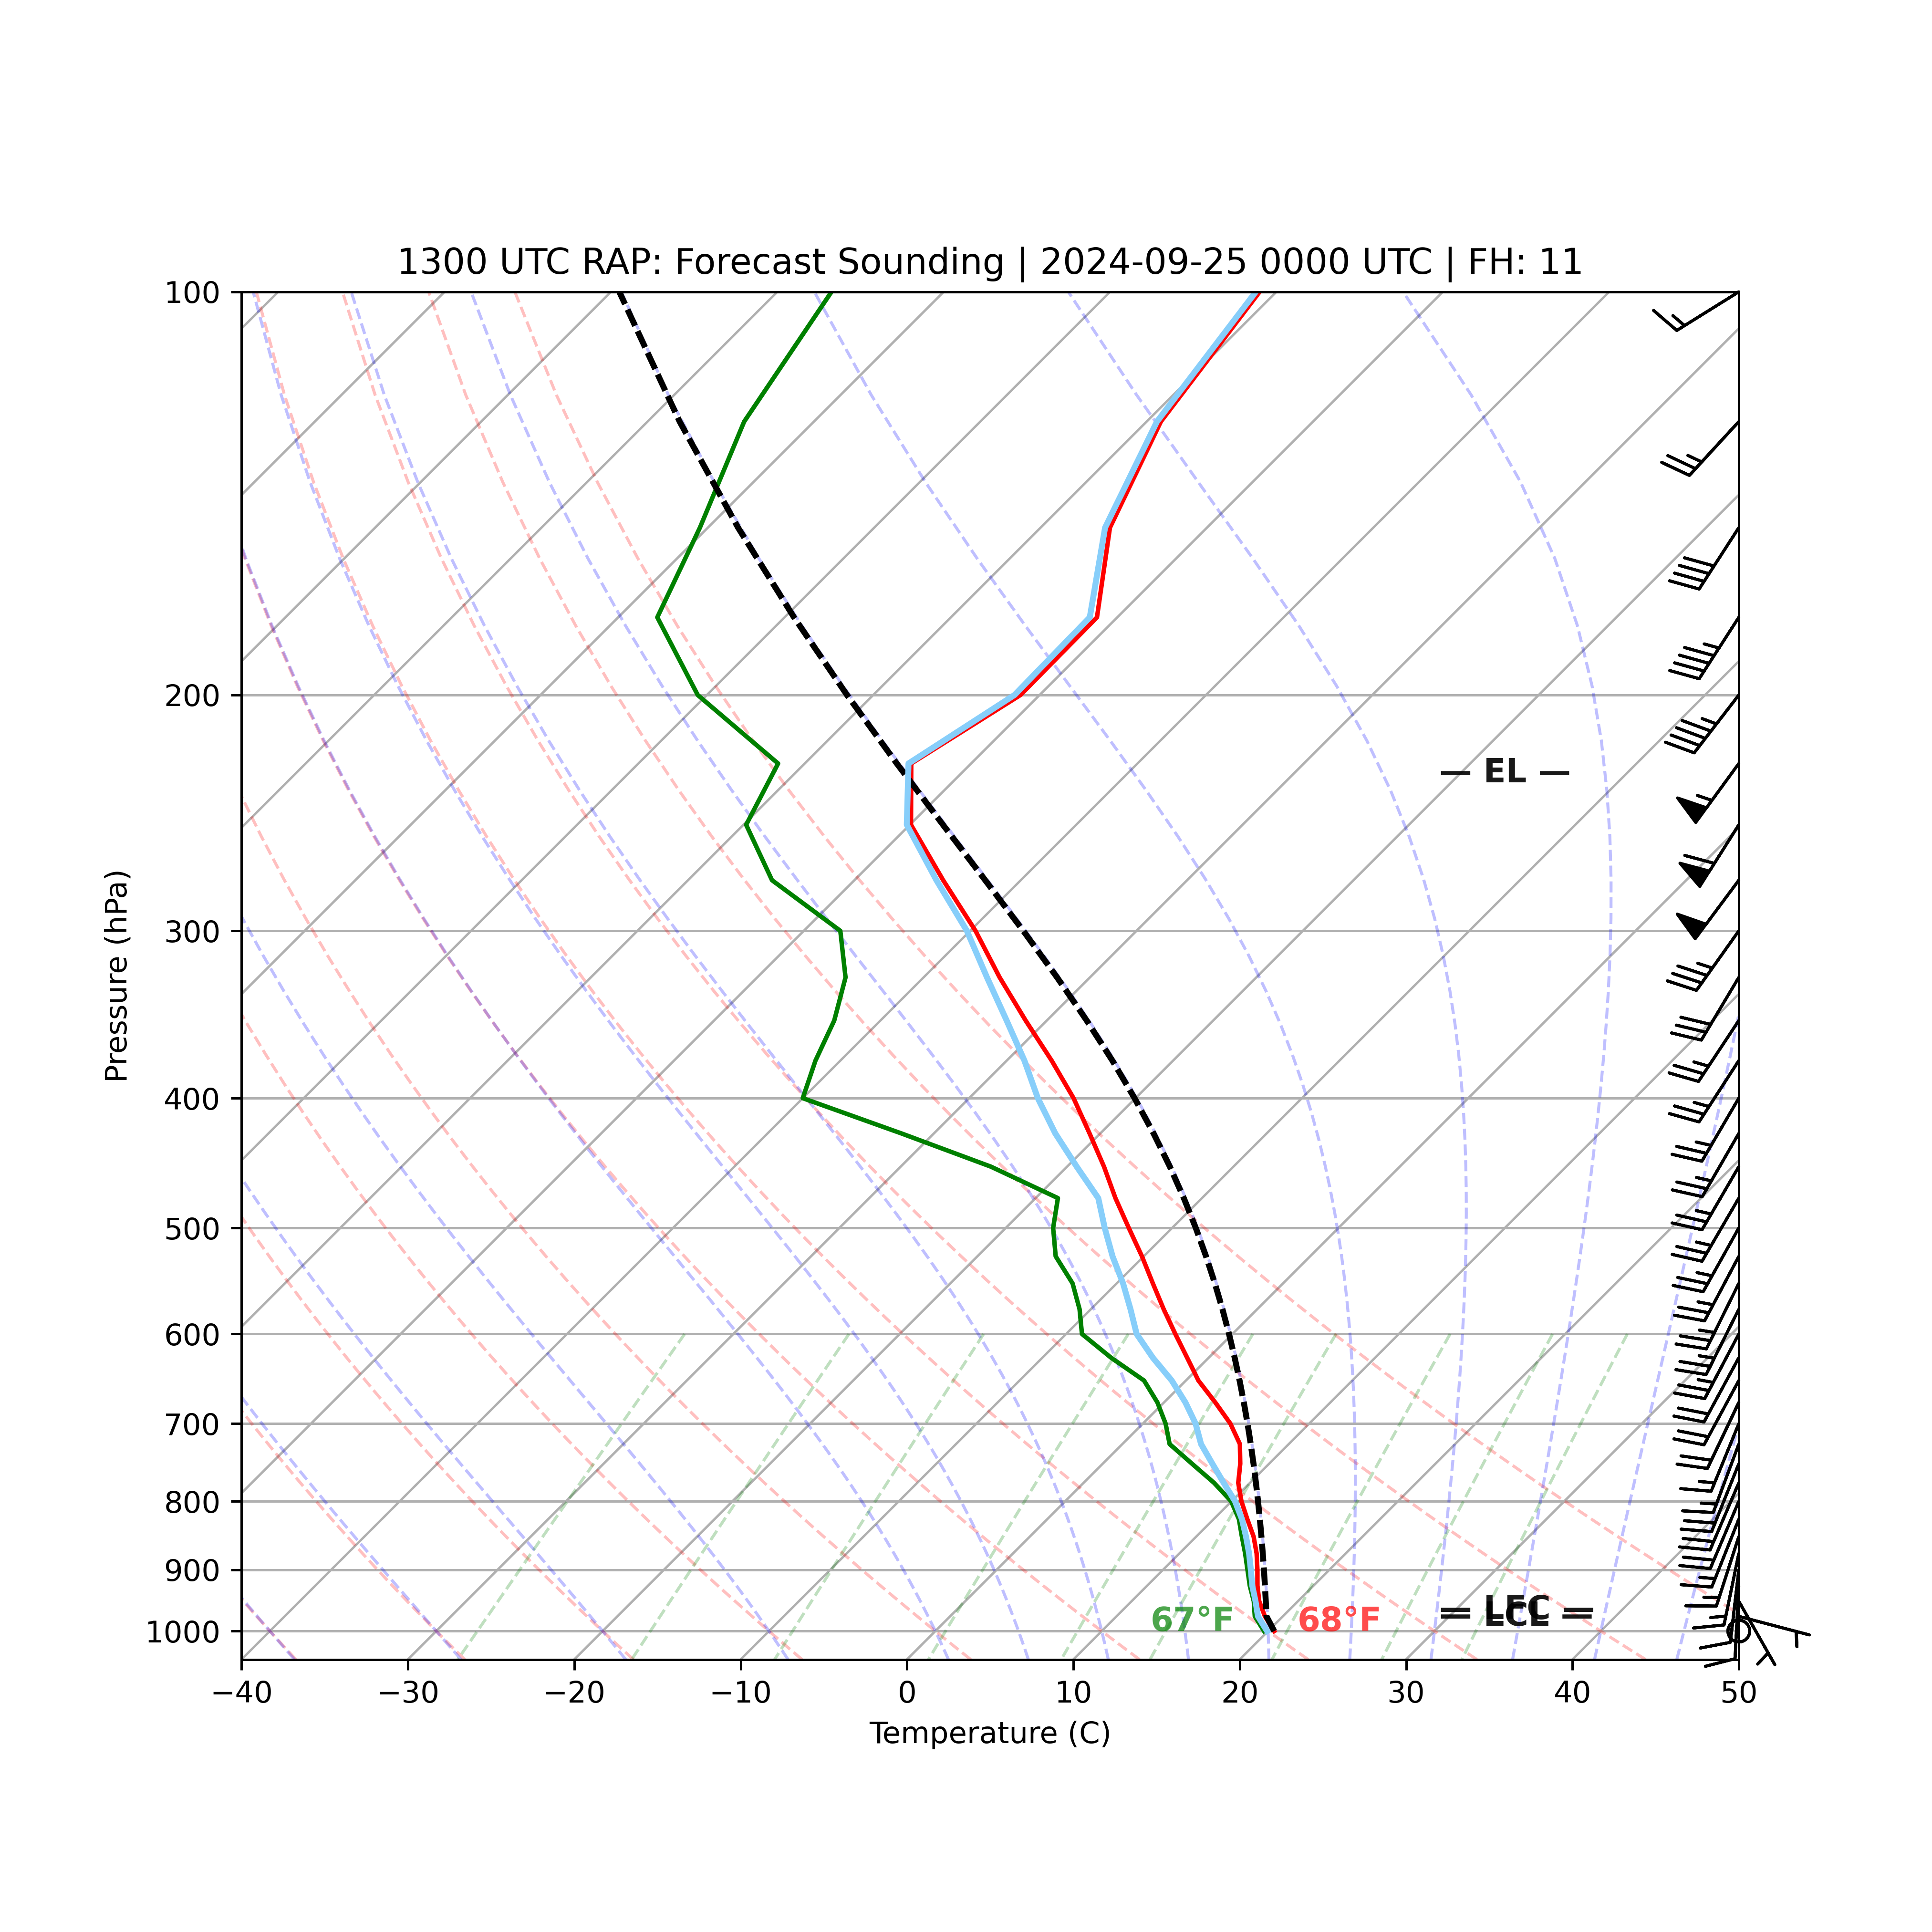 1300 UTC RAP: Forecast Sounding | 2024-09-25 0000 UTC | FH: 11
100
200
— EL —
300
Pressure (hPa)
400
500
600
700
800
900
— LFC —
— LCL —
67°F 68°F
1000
−40 −30 −20 −10 0 10 20 30 40 50
Temperature (C)